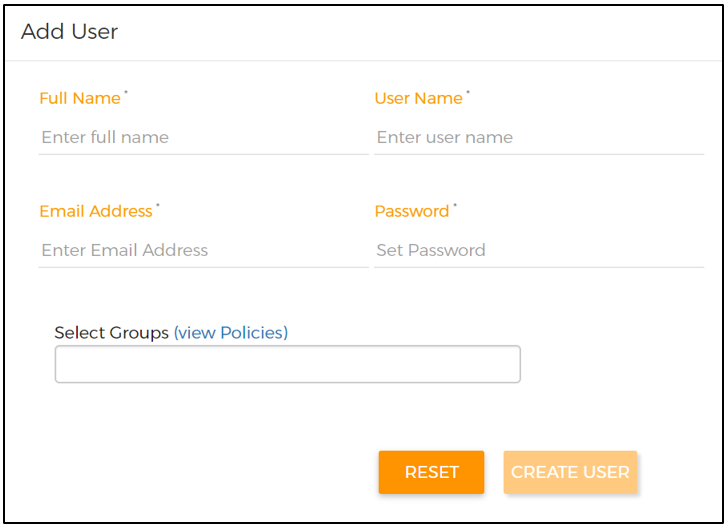 Add User
Full Name* User Name*
Enter full name Enter user name
Email Address* Password*
Enter Email Address Set Password
Select Groups (view Policies)
RESET CREATE USER